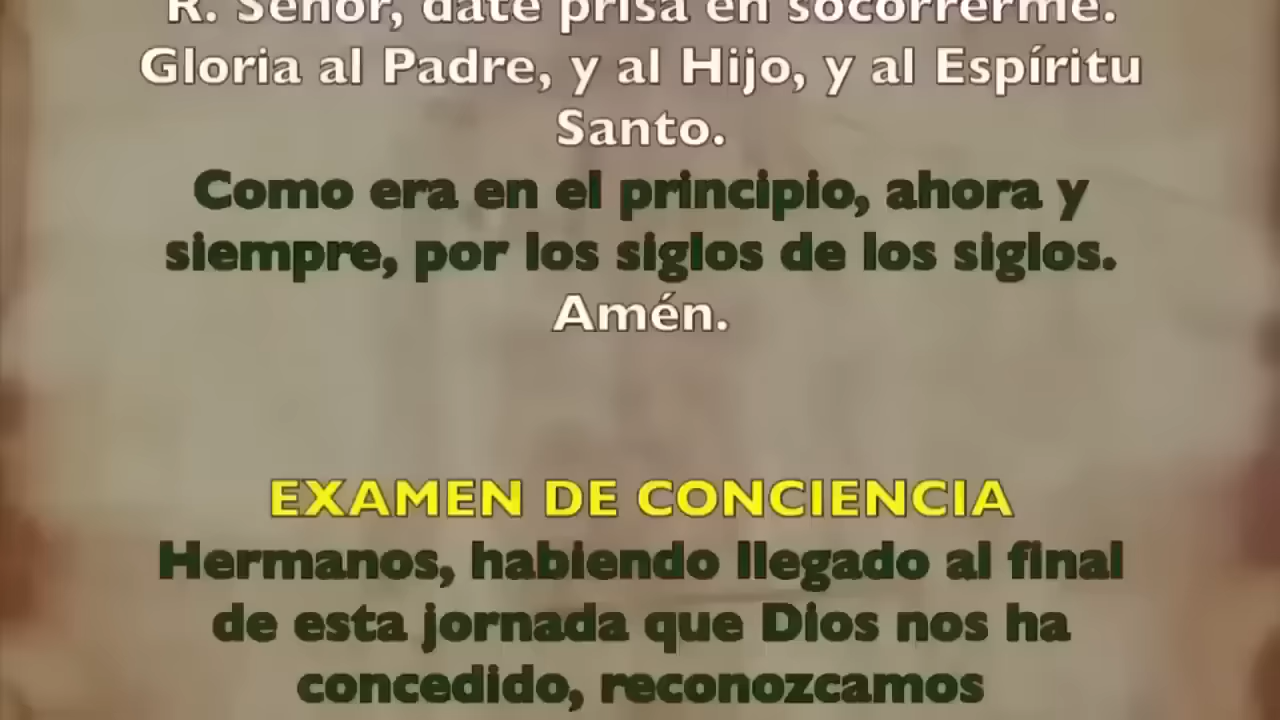 R. Señor, date prisa en socorrerme.
Gloria al Padre, y al Hijo, y al Espíritu
Santo.
Como era en el principio, ahora y
siempre, por los siglos de los siglos.
Amén.
EXAMEN DE CONCIENCIA
Hermanos, habiendo llegado al final
de esta jornada que Dios nos ha
concedido, reconozcamos